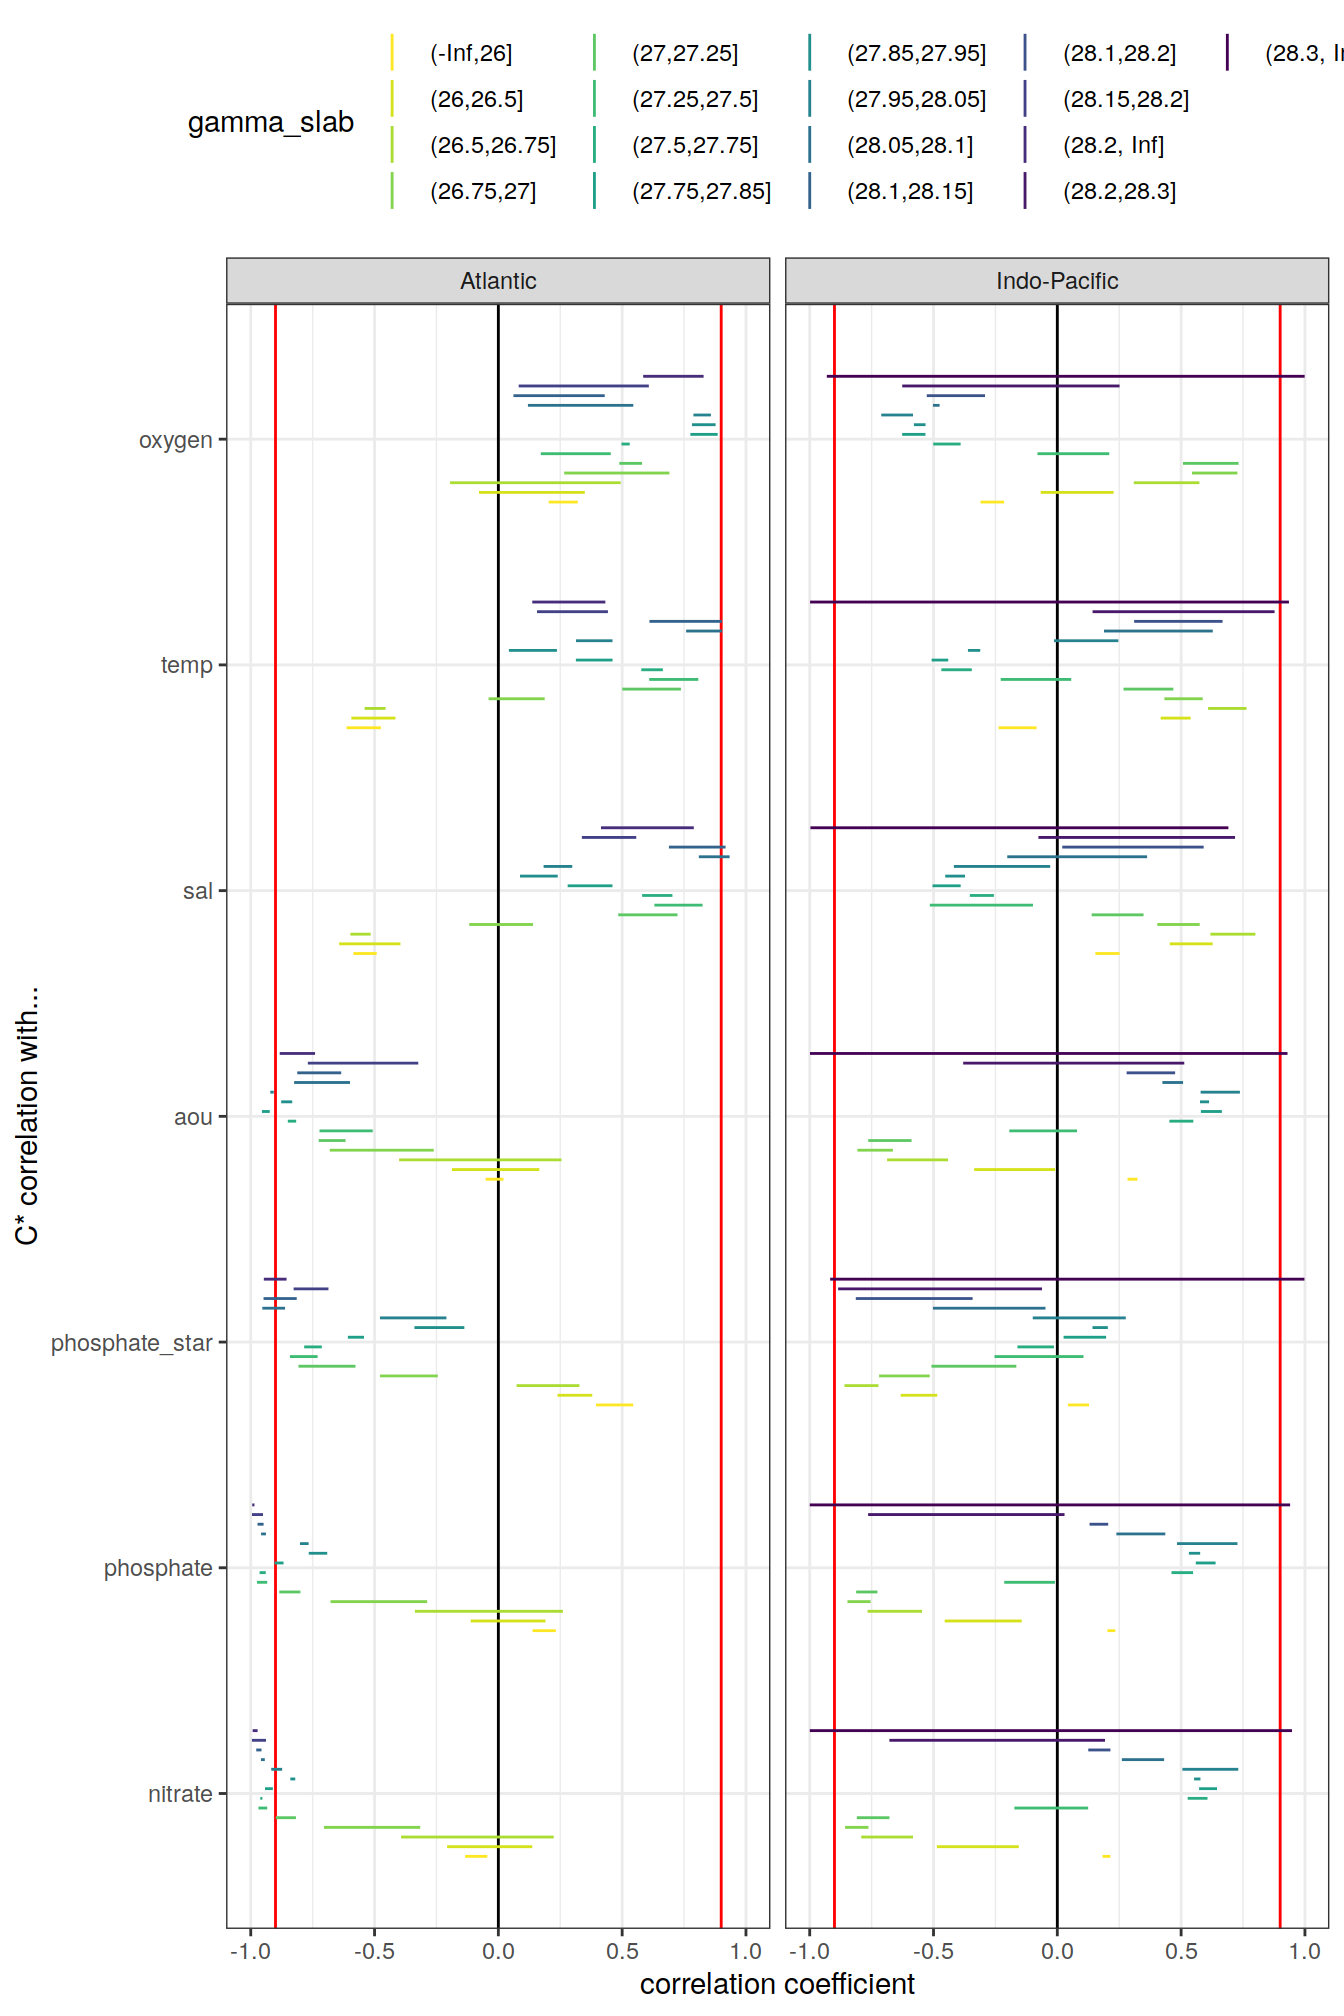 gamma_slab
(-Inf,26]
(26,26.5]
(26.5,26.75]
(26.75,27]
(27,27.25]
(27.25,27.5]
(27.5,27.75]
(27.75,27.85]
(27.85,27.95]
(27.95,28.05]
(28.05,28.1]
(28.1,28.15]
(28.1,28.2]
(28.15,28.2]
(28.2, Inf]
(28.2,28.3]
(28.3,
Atlantic
Indo-Pacific
C* correlation with...
oxygen
temp
sal
aou
phosphate_star
phosphate
nitrate
-1.0 -0.5 0.0 0.5 1.0
-1.0 -0.5 0.0 0.5 1.0
correlation coefficient